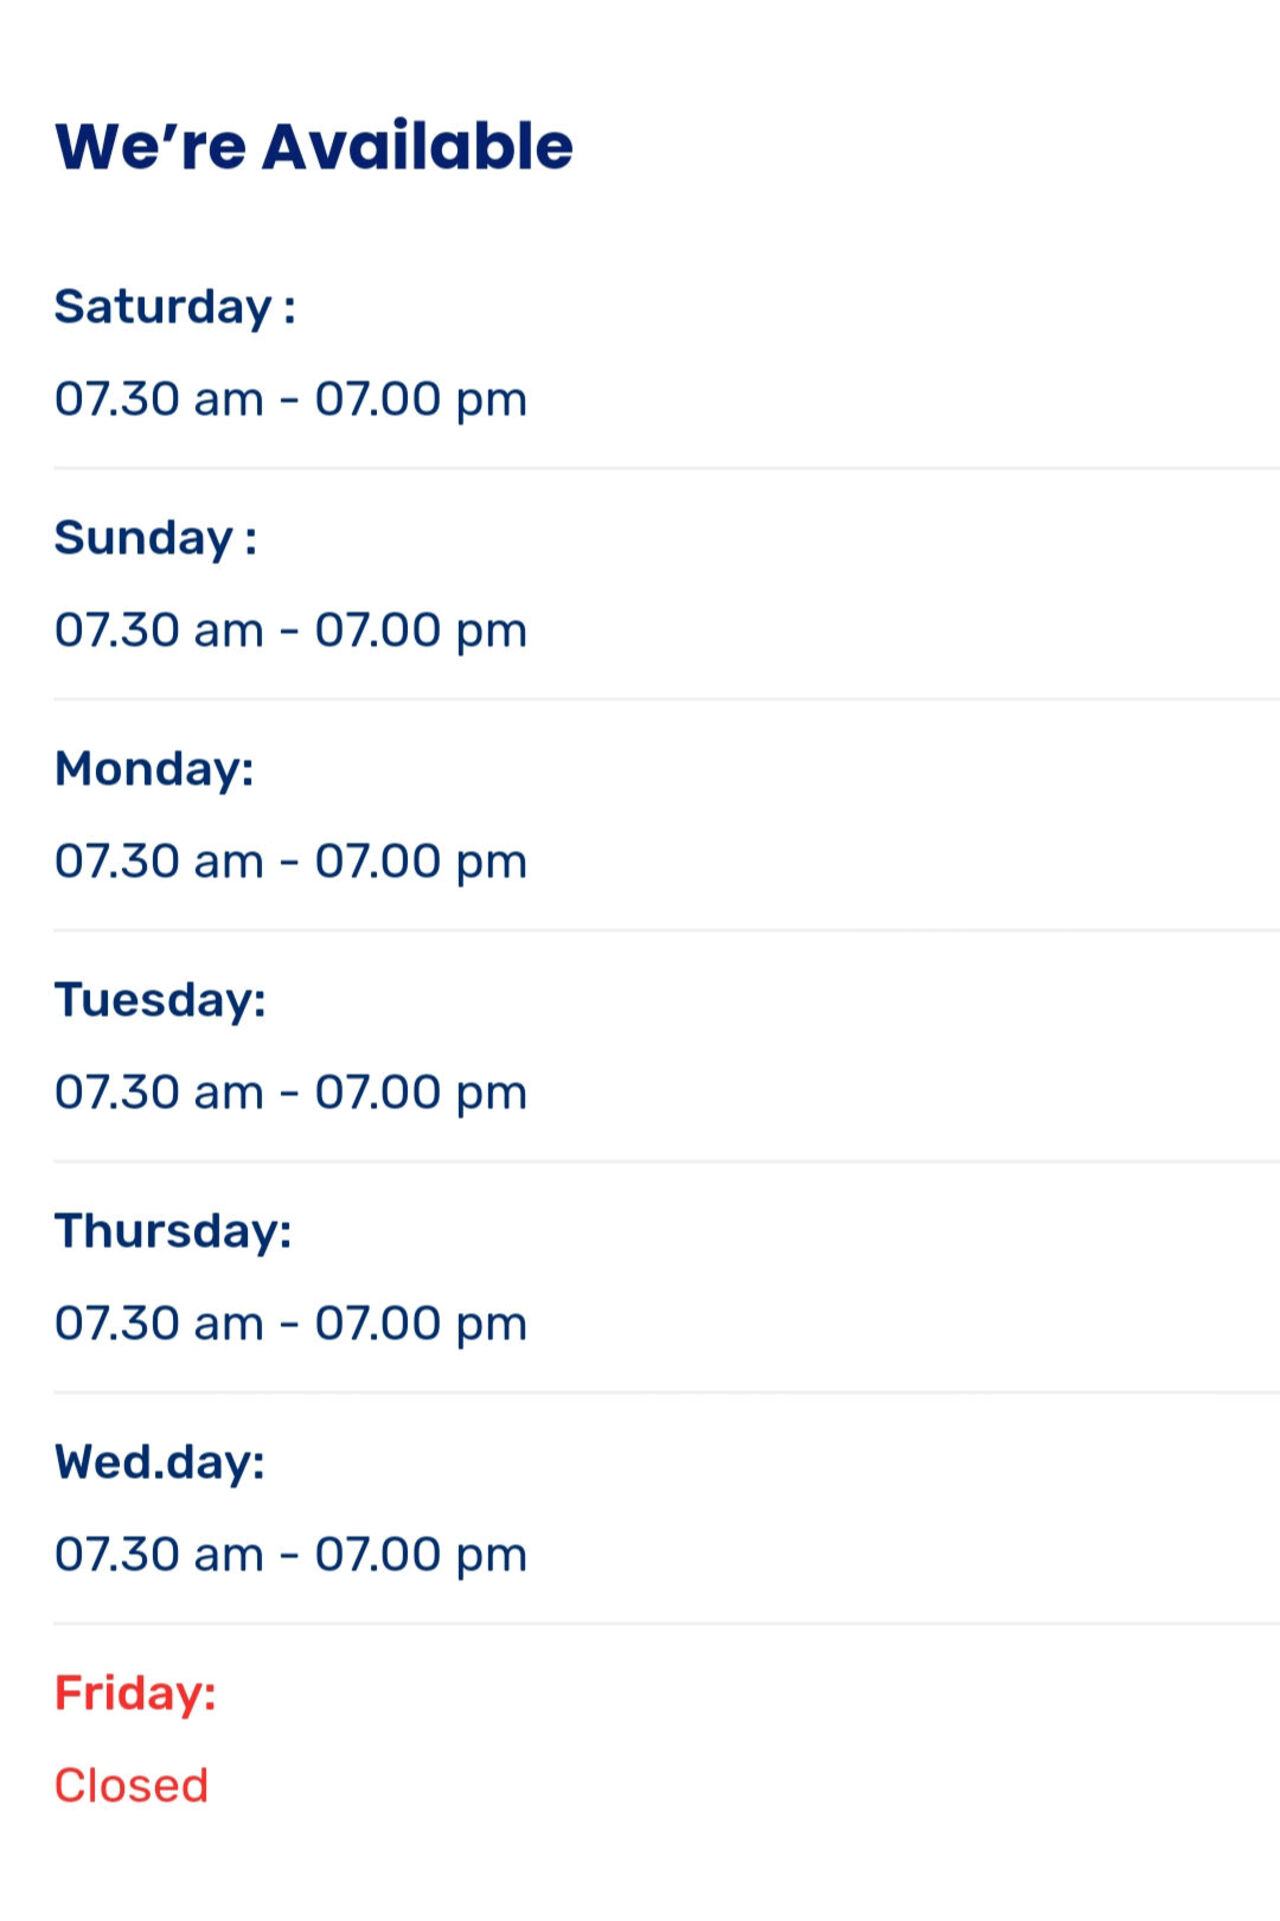 We’re Available
Saturday :
07.30 am - 07.00 pm
Sunday :
07.30 am - 07.00 pm
Monday:
07.30 am - 07.00 pm
Tuesday:
07.30 am - 07.00 pm
Thursday:
07.30 am - 07.00 pm
Wed.day:
07.30 am - 07.00 pm
Friday:
Closed